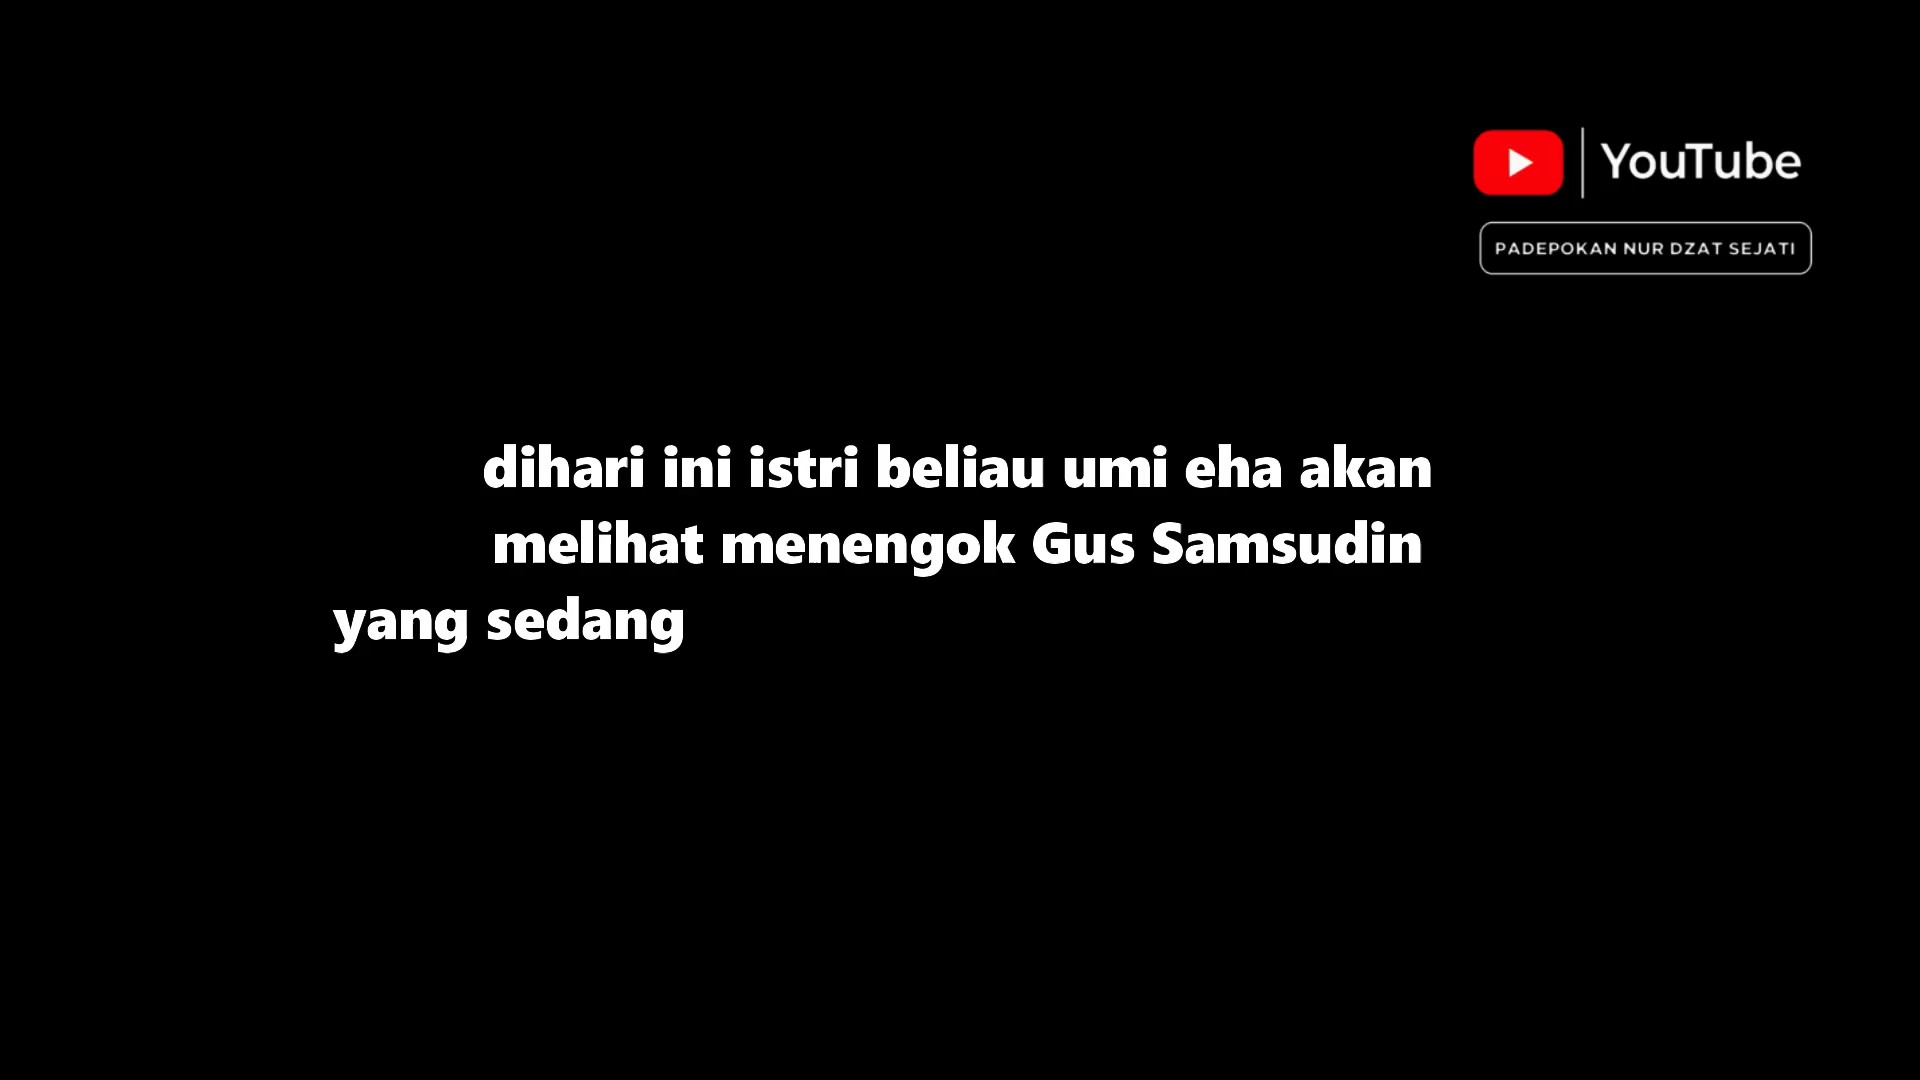 YouTube
PADEPOKAN NUR DZAT SEJATI
dihari ini istri beliau umi eha akan
melihat menengok Gus Samsudin
yang sedang